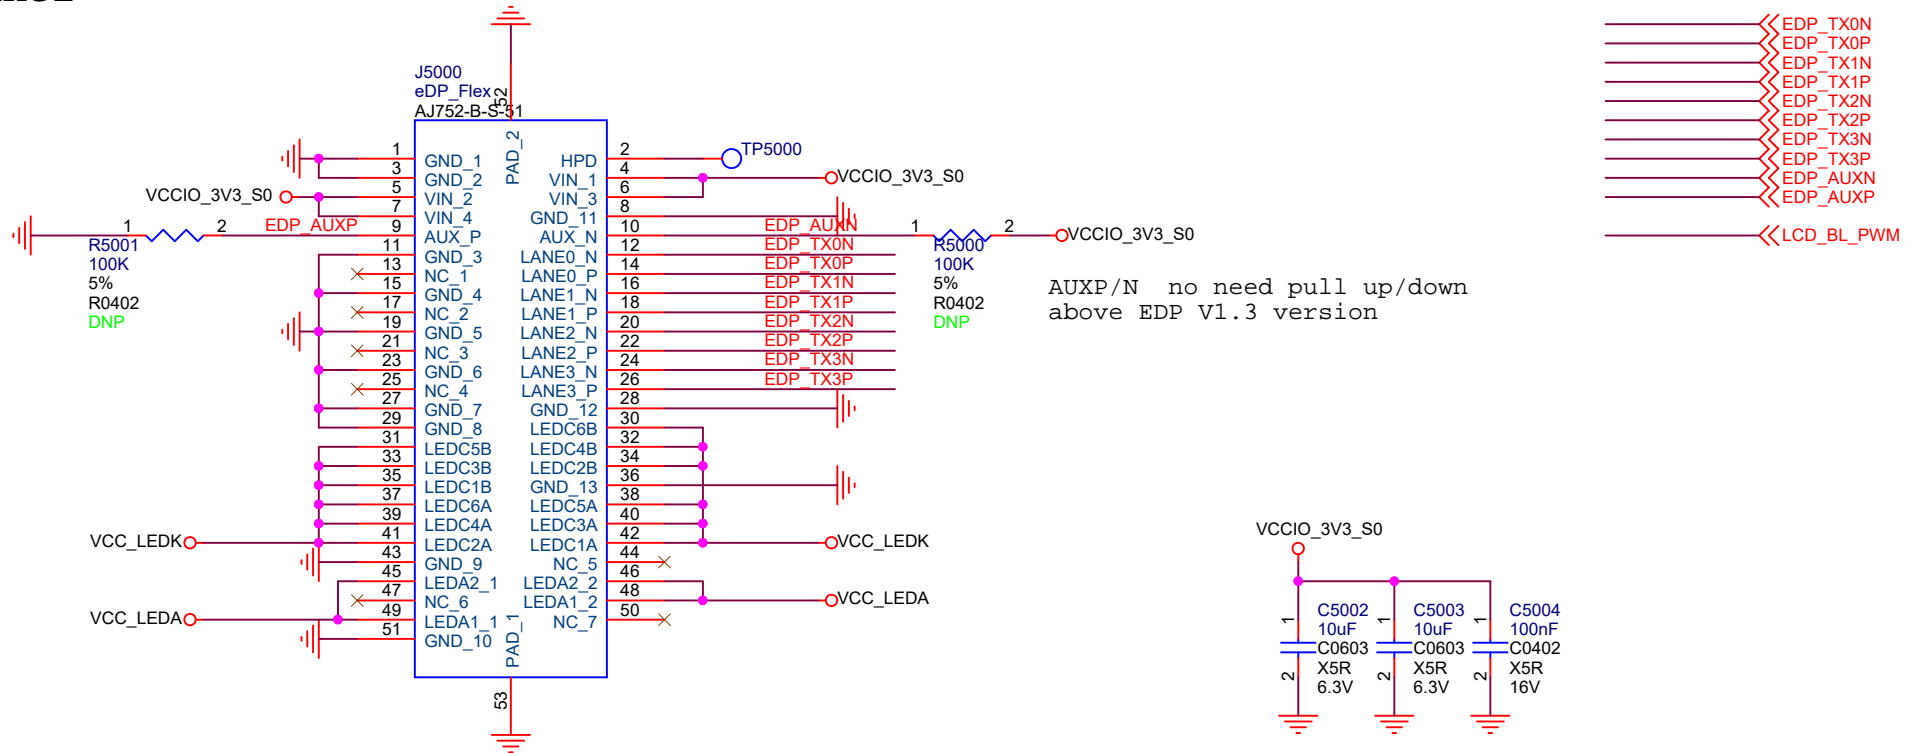 J5000
eDP_Flex
AJ752-B-S-51
52
PAD_2
1 GND_1 HPD 2 TP5000
3 GND_2 VIN_1 4 VCCIO_3V3_S0
VCCIO_3V3_S0 5 VIN_2 VIN_3 6
7 VIN_4 GND_11 8
1 2 EDP_AUXP 9 AUX_P AUX_N 10 EDP_AUXN 1 2 VCCIO_3V3_S0
11 GND_3 LANE0_N 12 EDP_TX0N
13 NC_1 LANE0_P 14 EDP_TX0P
15 GND_4 LANE1_N 16 EDP_TX1N
17 NC_2 LANE1_P 18 EDP_TX1P
19 GND_5 LANE2_N 20 EDP_TX2N
21 NC_3 LANE2_P 22 EDP_TX2P
23 GND_6 LANE3_N 24 EDP_TX3N
25 NC_4 LANE3_P 26 EDP_TX3P
27 GND_7 GND_12 28
29 GND_8 LEDC6B 30
31 LEDC5B LEDC4B 32
33 LEDC3B LEDC2B 34
35 LEDC1B GND_13 36
37 LEDC6A LEDC5A 38
39 LEDC4A LEDC3A 40
VCC_LEDK 41 LEDC2A LEDC1A 42 VCC_LEDK
43 GND_9 NC_5 44
45 LEDA2_1 LEDA2_2 46
47 NC_6 LEDA1_2 48 VCC_LEDA
VCC_LEDA 49 LEDA1_1 NC_7 50
51 GND_10
PAD_1
53
R5001
100K
5%
R0402
DNP
R5000
100K
5%
R0402
DNP
AUXP/N no need pull up/down
above EDP V1.3 version
EDP_TX0N
EDP_TX0P
EDP_TX1N
EDP_TX1P
EDP_TX2N
EDP_TX2P
EDP_TX3N
EDP_TX3P
EDP_AUXN
EDP_AUXP
LCD_BL_PWM
VCCIO_3V3_S0
1
2
C5002
10uF
C0603
X5R
6.3V
1
2
C5003
10uF
C0603
X5R
6.3V
1
2
C5004
100nF
C0402
X5R
16V